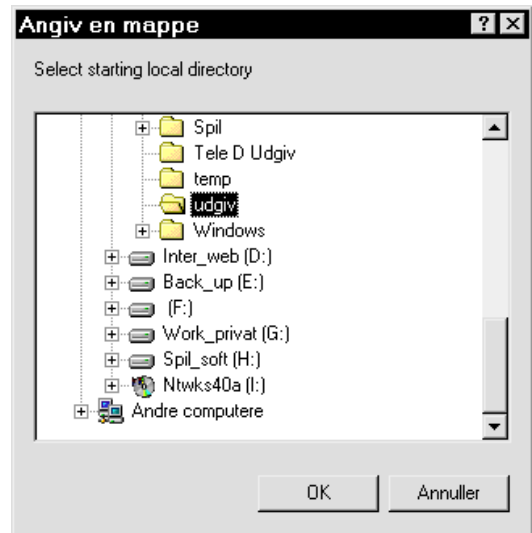 Angiv en mappe
Select starting local directory
Spil
Tele D Udgiv
temp
udgiv
Windows
Inter_web (D:)
Back_up (E:)
(F:)
Work_privat (G:)
Spil_soft (H:)
Ntwks40a (I:)
Andre computere
OK Annuller